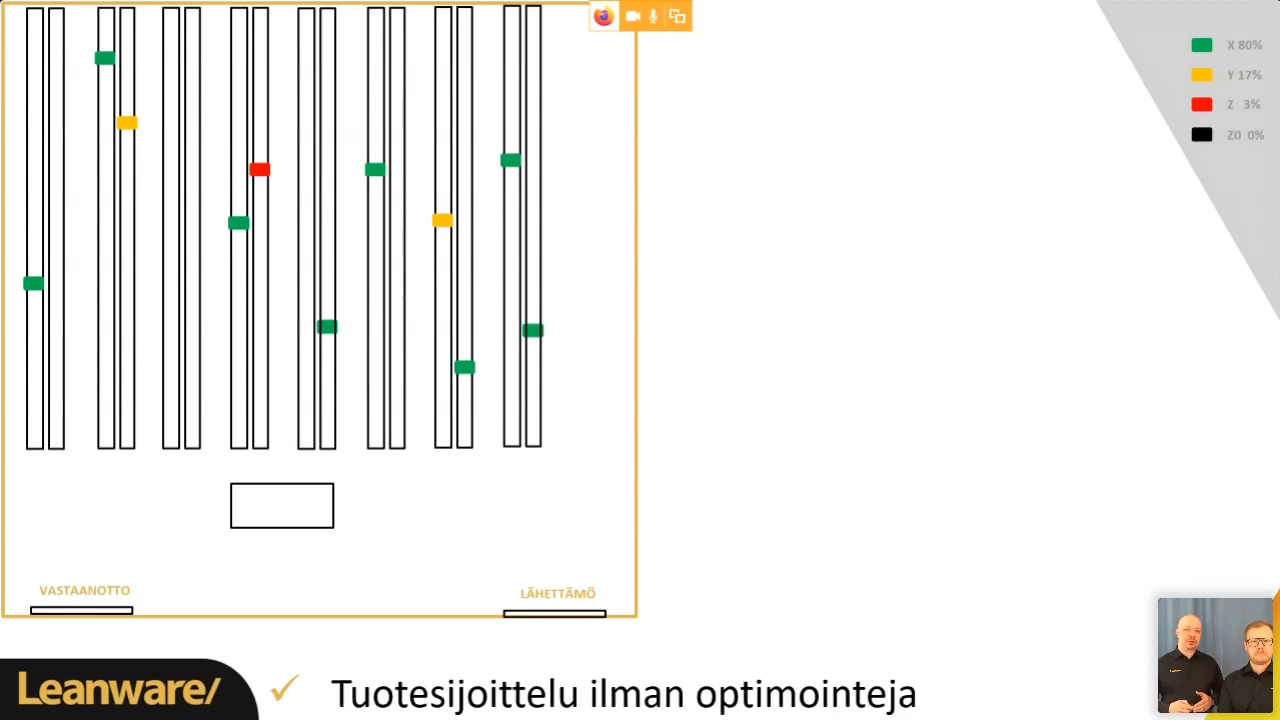 X 80%
Y 17%
Z 3%
Z0 0%
VASTAANOTTO
LÄHETTÄMÖ
Leanware/
Tuotesijoittelu ilman optimointeja